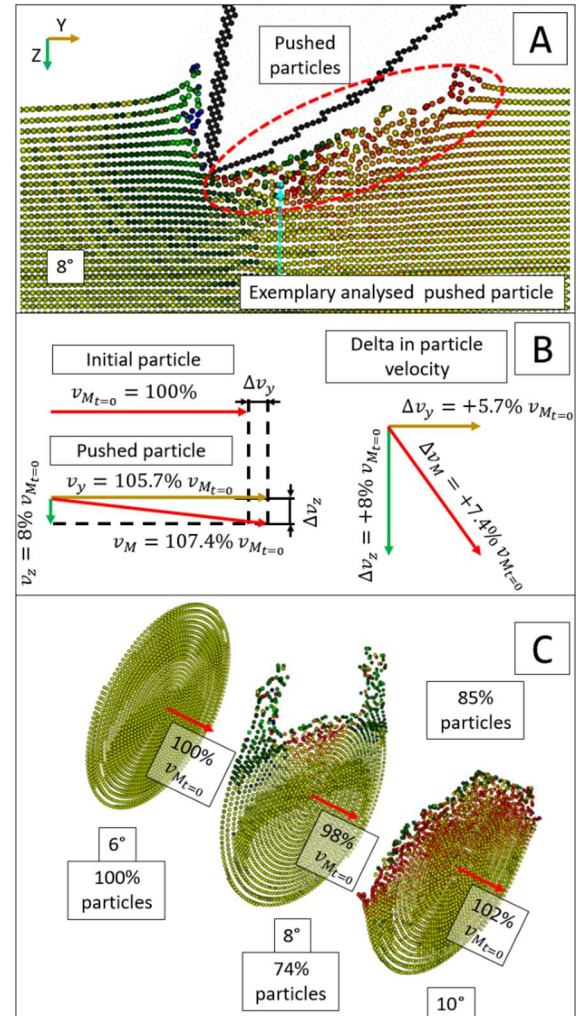 A
Y
Z
Pushed
particles
8°
Exemplary analysed pushed particle
B
Initial particle
v_{M_{t=0}} = 100%
Δv_y
Pushed particle
v_y = 105.7% v_{M_{t=0}}
v_z = 8% v_{M_{t=0}}
Δv_z
v_M = 107.4% v_{M_{t=0}}
Delta in particle
velocity
Δv_y = +5.7% v_{M_{t=0}}
Δv_z = +8% v_{M_{t=0}}
Δv_M = +7.4% v_{M_{t=0}}
C
85%
particles
100%
v_{M_{t=0}}
98%
v_{M_{t=0}}
102%
v_{M_{t=0}}
6°
100%
particles
8°
74%
particles
10°